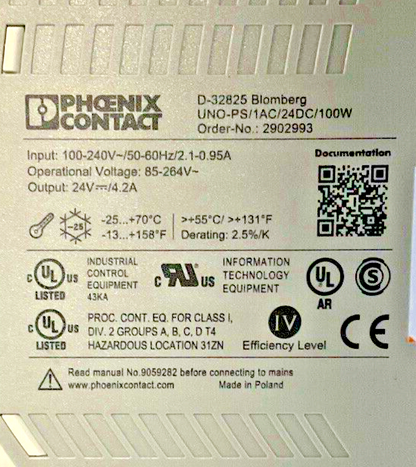 PHŒNIX
CONTACT
D-32825 Blomberg
UNO-PS/1AC/24DC/100W
Order-No.: 2902993
Input: 100-240V~/50-60Hz/2.1-0.95A
Operational Voltage: 85-264V~
Output: 24V⎓/4.2A
Documentation
-25
-25...+70°C
-13...+158°F
>+55°C/ >+131°F
Derating: 2.5%/K
C UL US
LISTED
INDUSTRIAL
CONTROL
EQUIPMENT
43KA
C UR US
INFORMATION
TECHNOLOGY
EQUIPMENT
UL
AR
S
C UL US
LISTED
PROC. CONT. EQ. FOR CLASS I,
DIV. 2 GROUPS A, B, C, D T4
HAZARDOUS LOCATION 31ZN
IV
Efficiency Level
CE
Read manual No.9059282 before connecting to mains
www.phoenixcontact.com Made in Poland